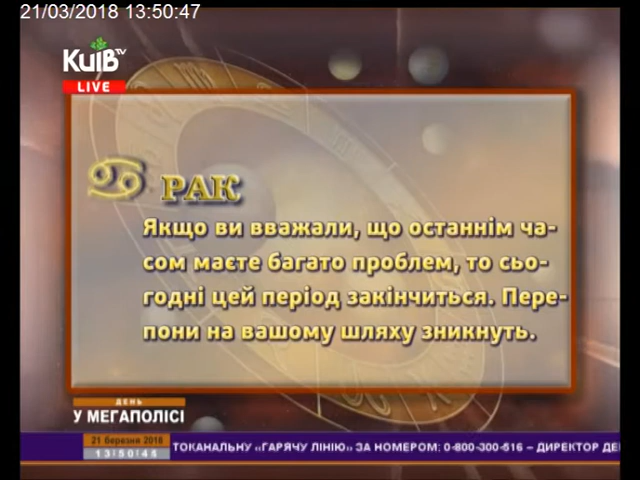 21/03/2018 13:50:47
КиїВ TV
LIVE
РАК
Якщо ви вважали, що останнім ча-
сом маєте багато проблем, то сьо-
годні цей період закінчиться. Пере-
пони на вашому шляху зникнуть.
ДЕНЬ
У МЕГАПОЛІСІ
21 березня 2018
13:50:45
ТОКАНАЛЬНУ «ГАРЯЧУ ЛІНІЮ» ЗА НОМЕРОМ: 0-800-300-516 – ДИРЕКТОР ДЕ